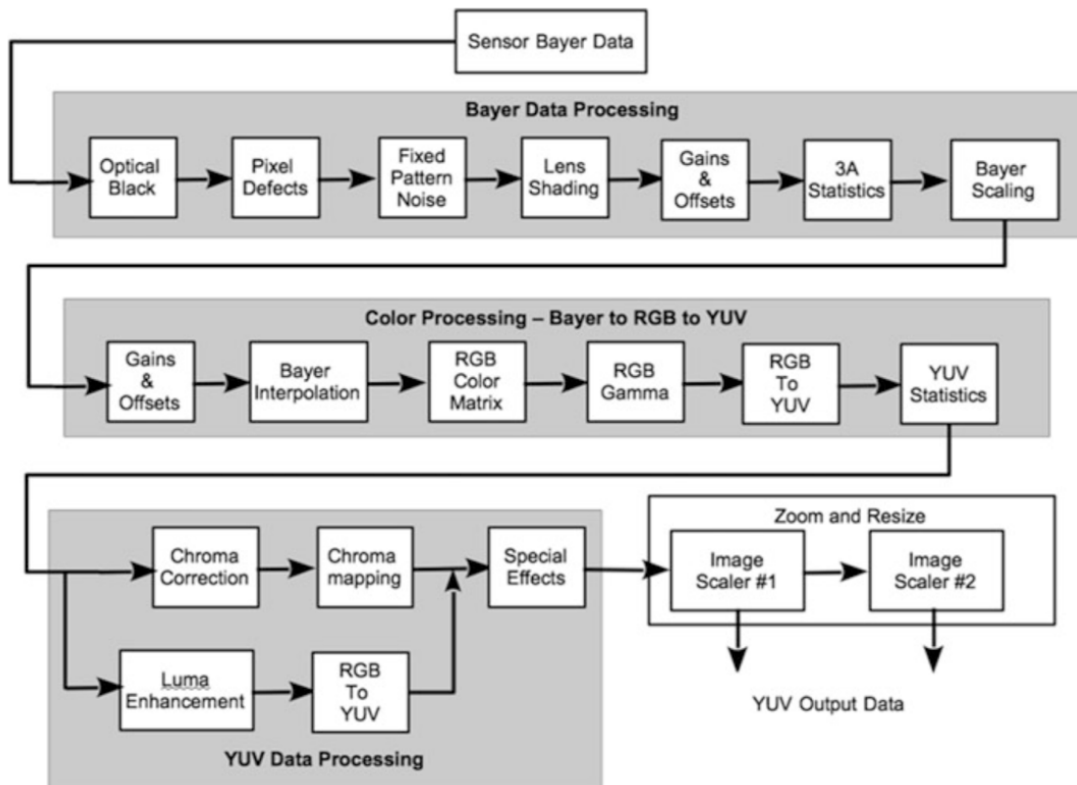 Sensor Bayer Data
Bayer Data Processing
Optical
Black
Pixel
Defects
Fixed
Pattern
Noise
Lens
Shading
Gains
&
Offsets
3A
Statistics
Bayer
Scaling
Color Processing – Bayer to RGB to YUV
Gains
&
Offsets
Bayer
Interpolation
RGB
Color
Matrix
RGB
Gamma
RGB
To
YUV
YUV
Statistics
Chroma
Correction
Chroma
mapping
Special
Effects
Luma
Enhancement
RGB
To
YUV
YUV Data Processing
Zoom and Resize
Image
Scaler #1
Image
Scaler #2
YUV Output Data